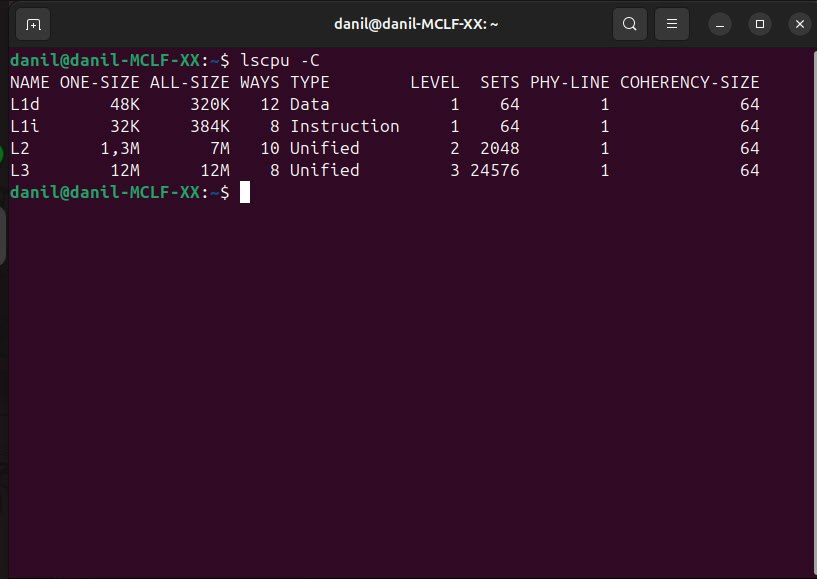 danil@danil-MCLF-XX: ~
danil@danil-MCLF-XX:~$ lscpu -C
NAME ONE-SIZE ALL-SIZE WAYS TYPE        LEVEL  SETS PHY-LINE COHERENCY-SIZE
L1d       48K     320K   12 Data            1    64        1             64
L1i       32K     384K    8 Instruction     1    64        1             64
L2       1,3M       7M   10 Unified         2  2048        1             64
L3        12M      12M    8 Unified         3 24576        1             64
danil@danil-MCLF-XX:~$